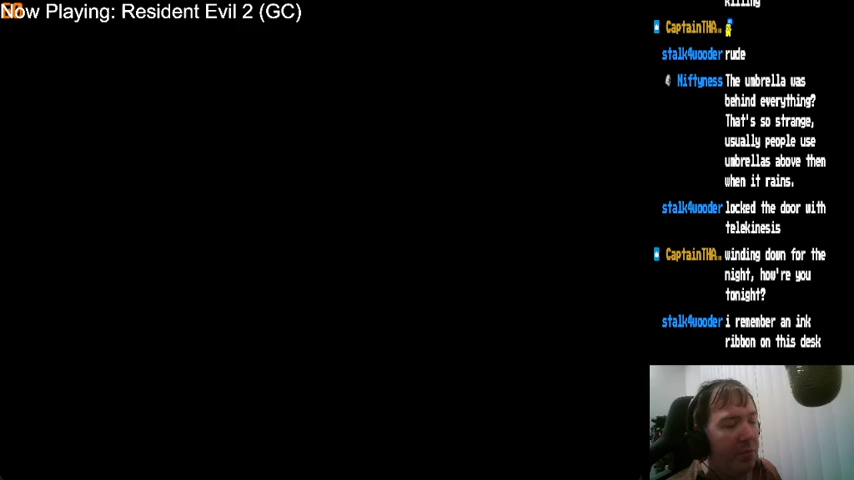 Now Playing: Resident Evil 2 (GC)
killing
CaptainTHA..
stalk4wooder rude
Niftyness The umbrella was
behind everything?
That's so strange,
usually people use
umbrellas above then
when it rains.
stalk4wooder locked the door with
telekinesis
CaptainTHA.. winding down for the
night, how're you
tonight?
stalk4wooder i remember an ink
ribbon on this desk